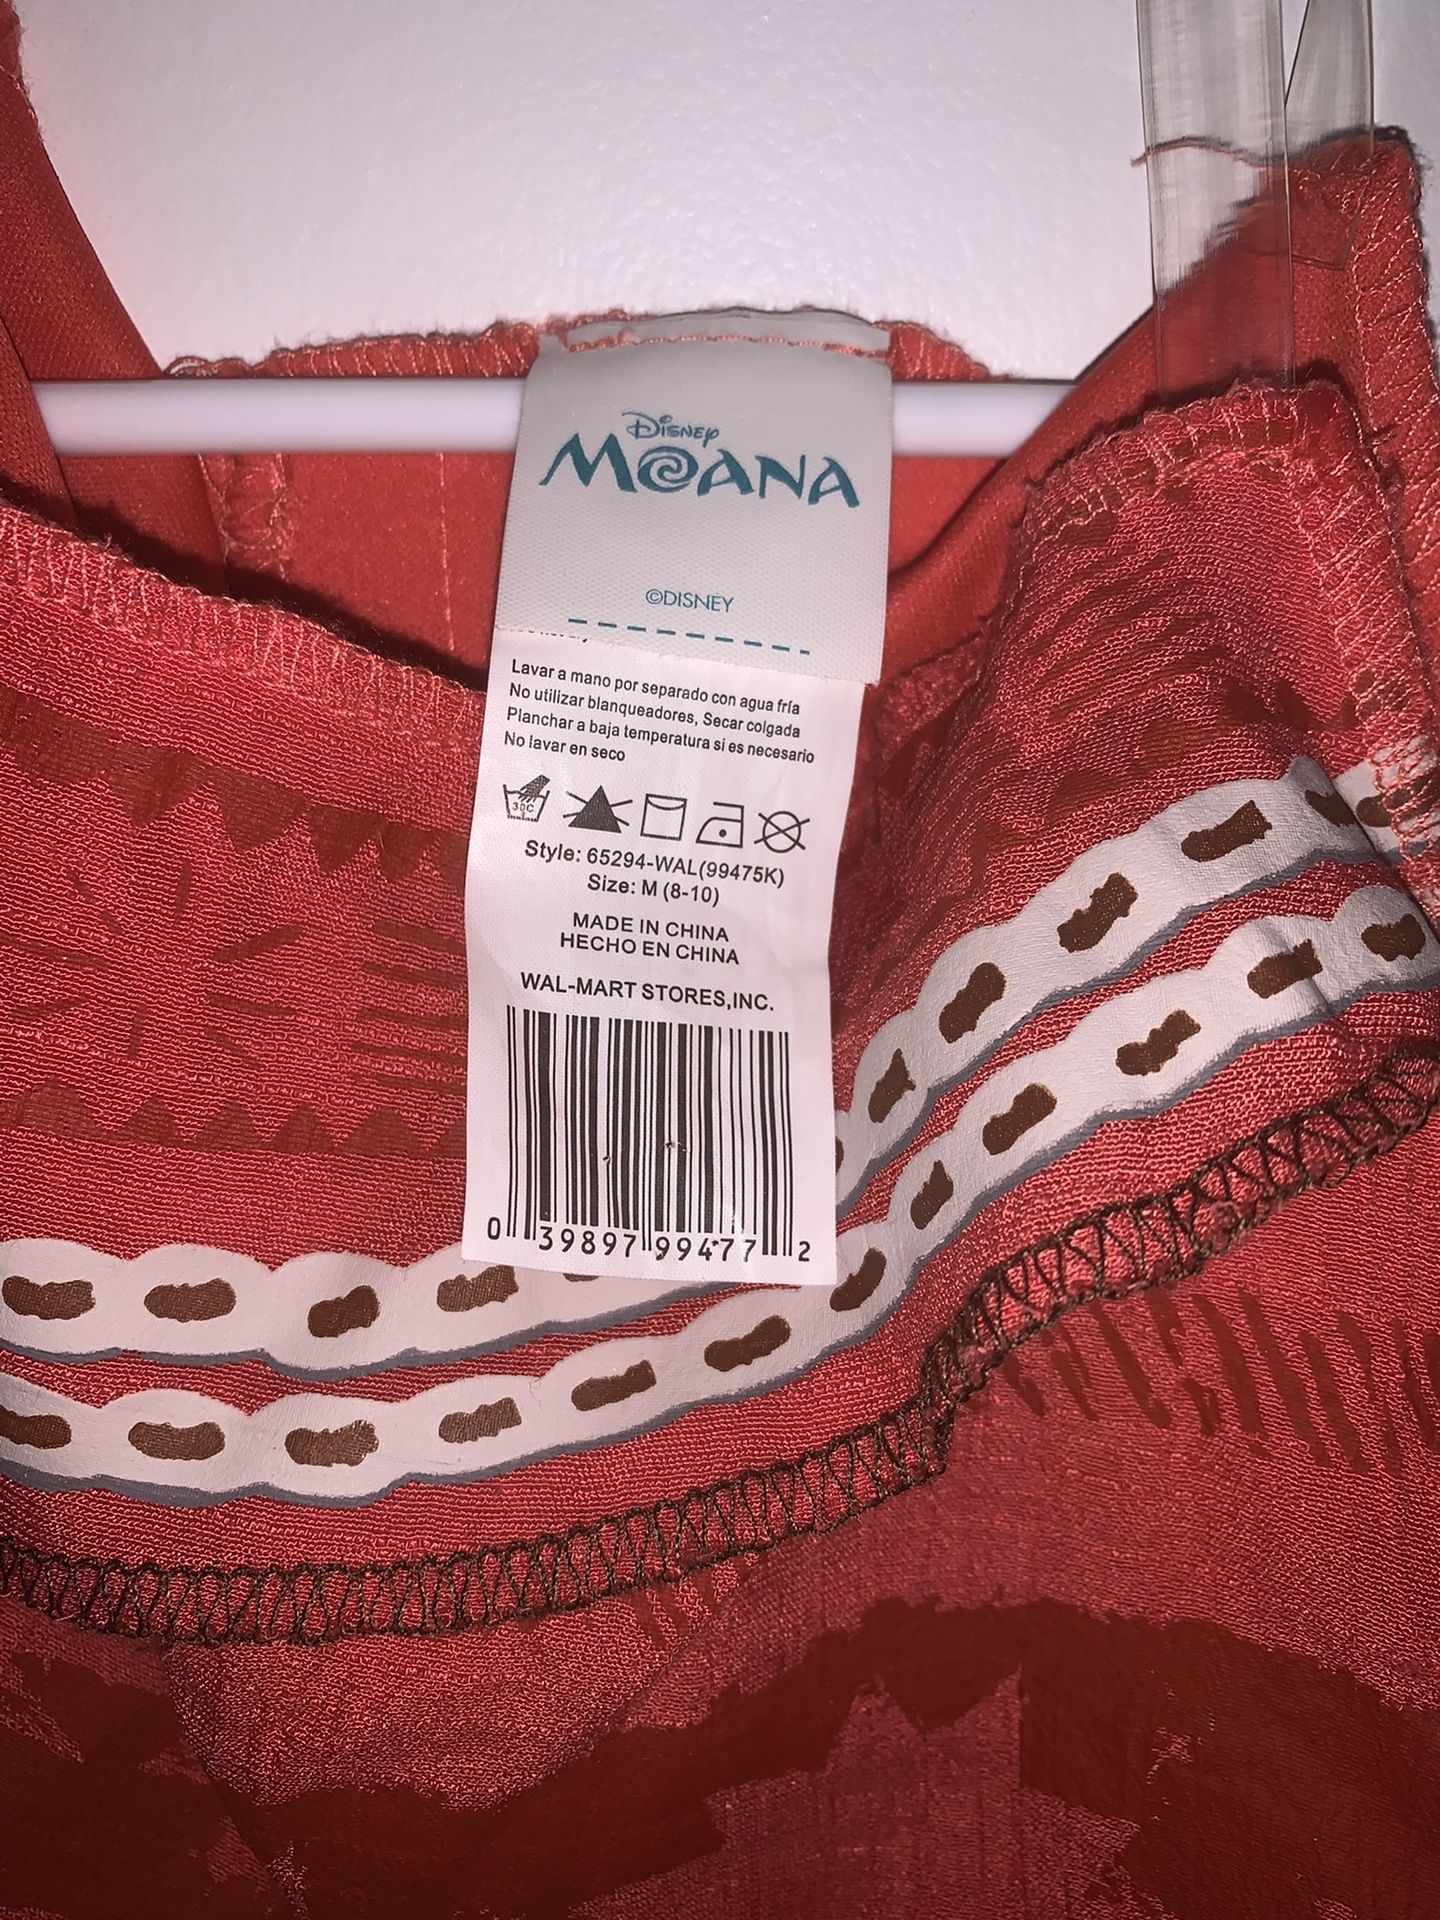 Disney
MOANA
©DISNEY
Lavar a mano por separado con agua fría
No utilizar blanqueadores, Secar colgada
Planchar a baja temperatura si es necesario
No lavar en seco
30C
Style: 65294-WAL(99475K)
Size: M (8-10)
MADE IN CHINA
HECHO EN CHINA
WAL-MART STORES,INC.
0 39897 99477 2